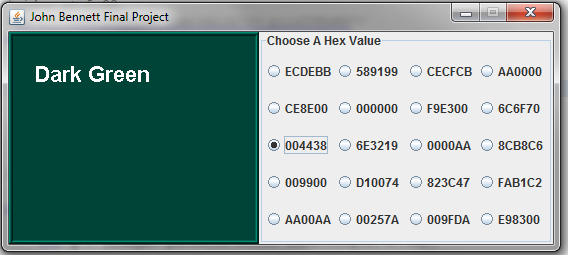 John Bennett Final Project
Dark Green
Choose A Hex Value
ECDEBB 589199 CECFCB AA0000
CE8E00 000000 F9E300 6C6F70
004438 6E3219 0000AA 8CB8C6
009900 D10074 823C47 FAB1C2
AA00AA 00257A 009FDA E98300